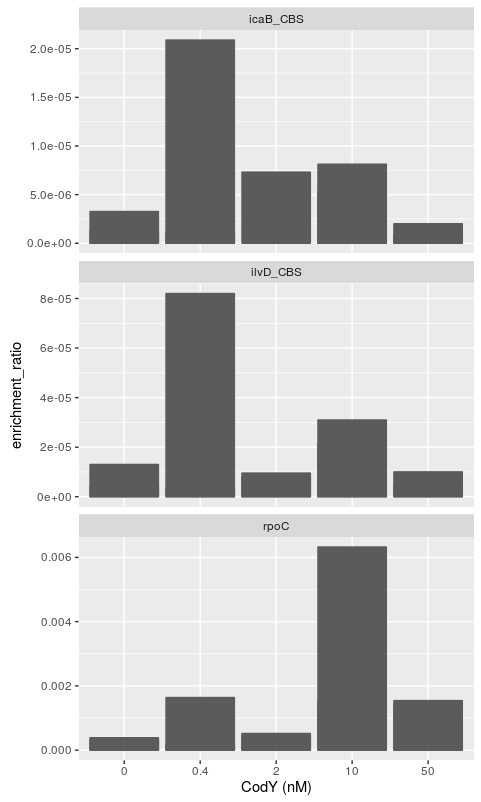 icaB_CBS
2.0e-05
1.5e-05
1.0e-05
5.0e-06
0.0e+00
ilvD_CBS
8e-05
6e-05
4e-05
2e-05
0e+00
rpoC
0.006
0.004
0.002
0.000
0 0.4 2 10 50
CodY (nM)
enrichment_ratio